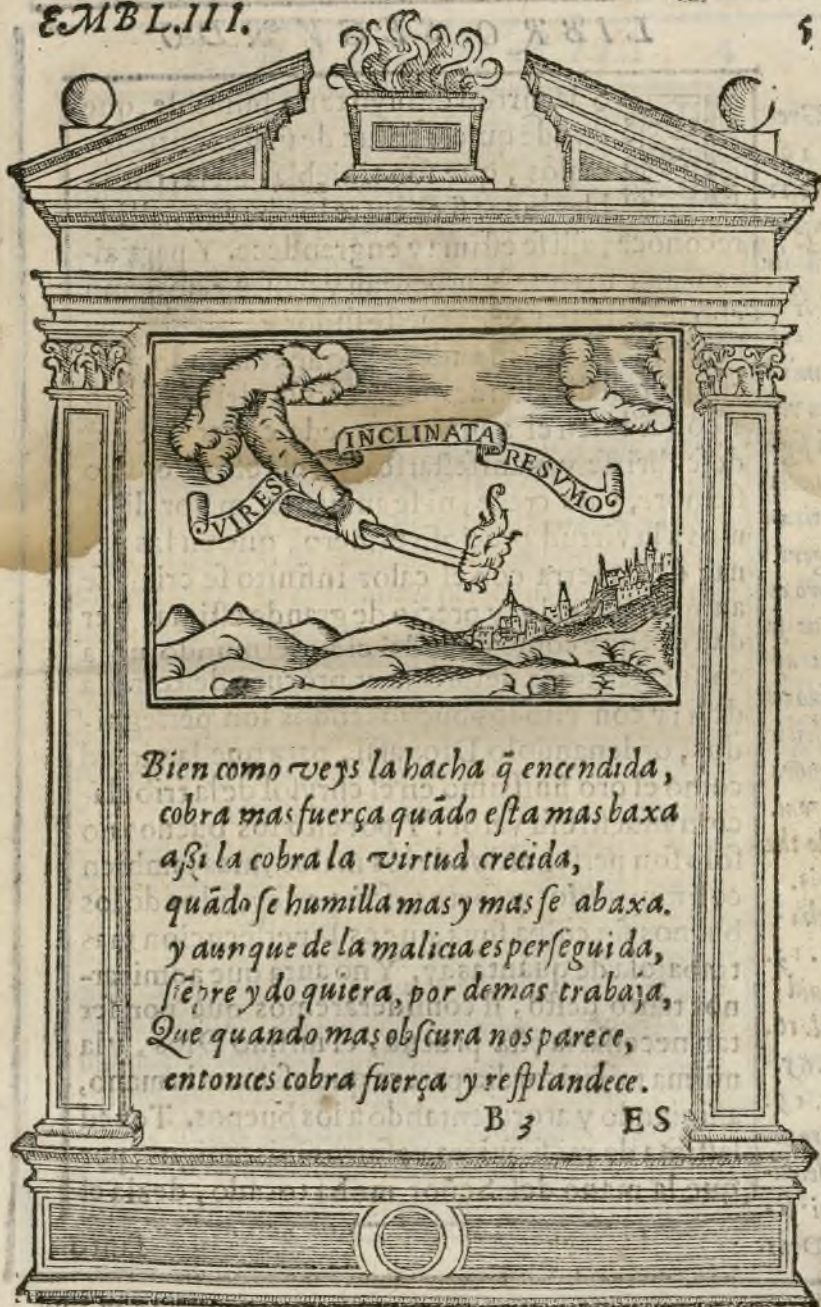 EMBL.III. 5
VIRES INCLINATA RESVMO
Bien como veys la hacha q̃ encendida,
cobra mas fuerça quãdo eſta mas baxa
aßi la cobra la virtud crecida,
quãdo ſe humilla mas y mas ſe abaxa.
y aunque de la malicia es perſeguida,
ſiẽpre y do quiera, por demas trabaja,
Que quando mas obſcura nos parece,
entonces cobra fuerça y reſplandece.
B 3 ES